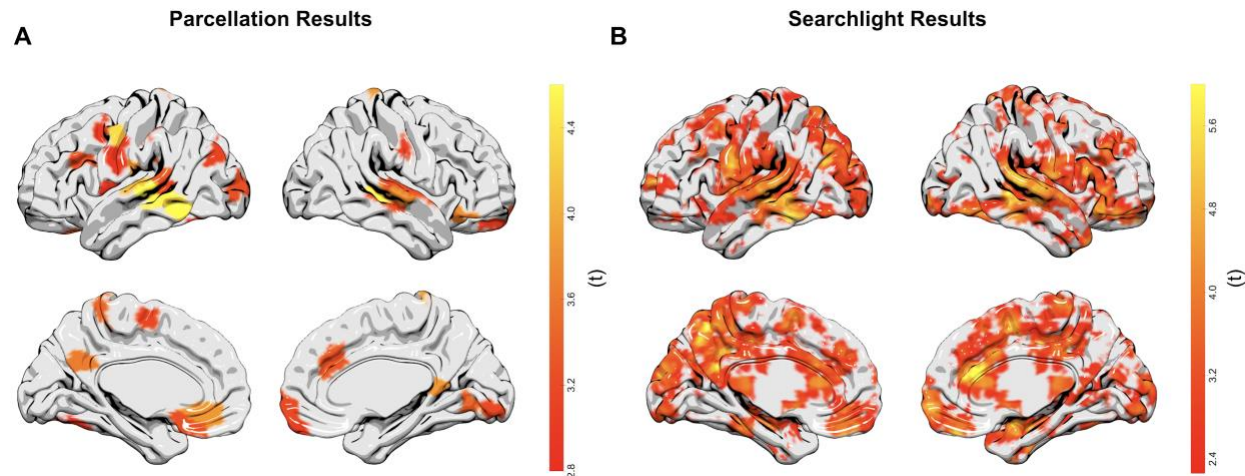 Parcellation Results
Searchlight Results
A
B
4.4
4.0
3.6
3.2
2.8
(t)
5.6
4.8
4.0
3.2
2.4
(t)